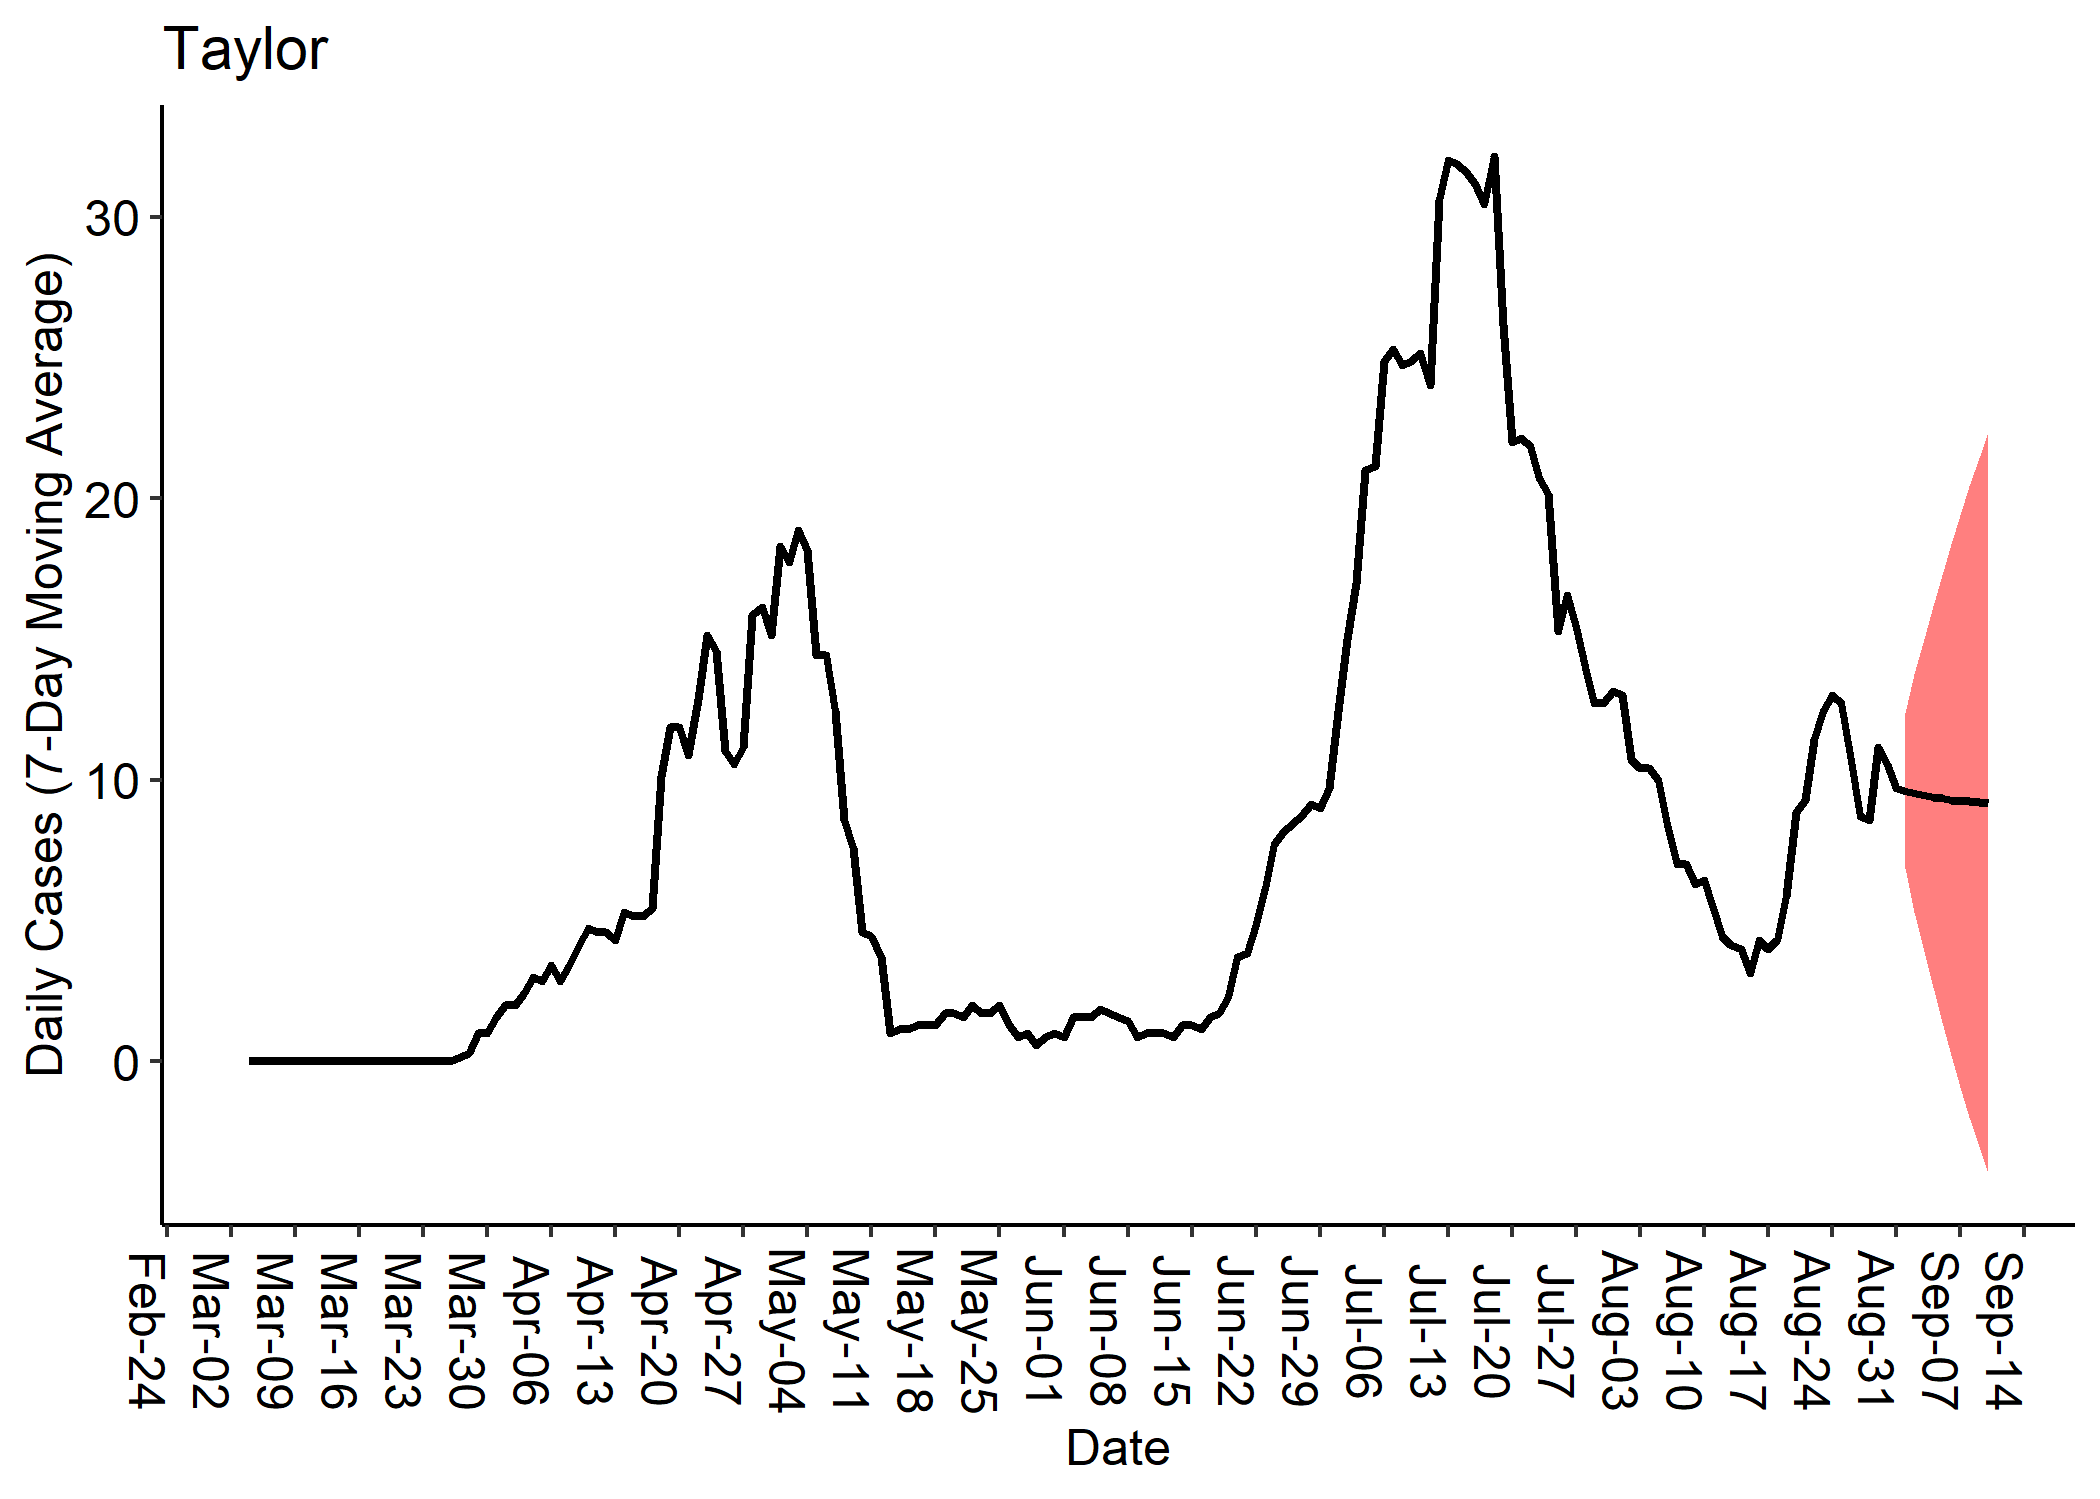 Taylor
Daily Cases (7-Day Moving Average)
30
20
10
0
Feb-24
Mar-02
Mar-09
Mar-16
Mar-23
Mar-30
Apr-06
Apr-13
Apr-20
Apr-27
May-04
May-11
May-18
May-25
Jun-01
Jun-08
Jun-15
Jun-22
Jun-29
Jul-06
Jul-13
Jul-20
Jul-27
Aug-03
Aug-10
Aug-17
Aug-24
Aug-31
Sep-07
Sep-14
Date